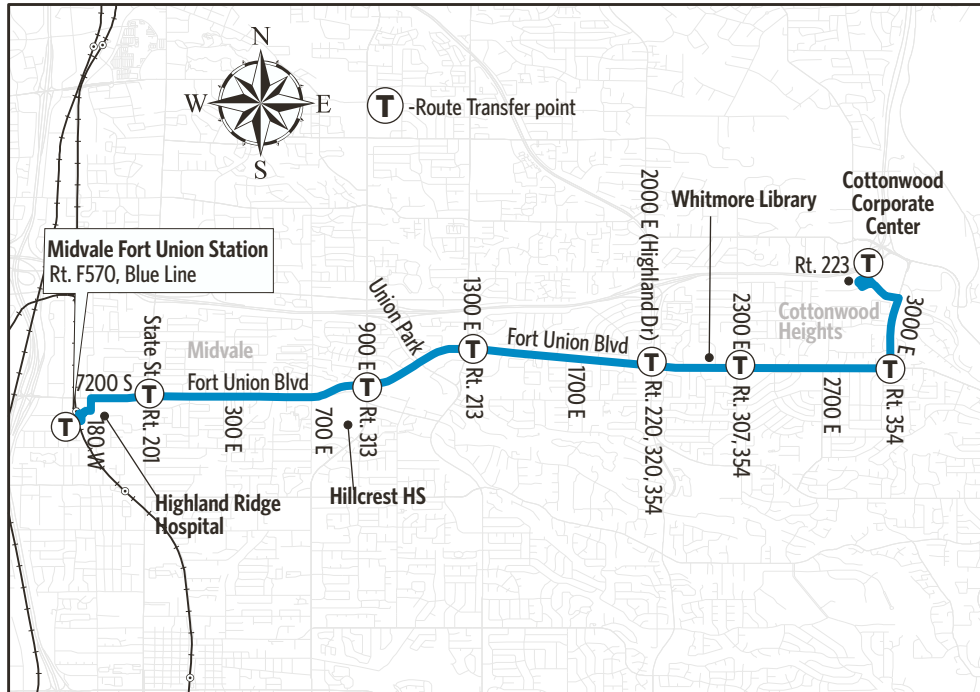 N
W
E
S
T
-Route Transfer point
Midvale Fort Union Station
Rt. F570, Blue Line
T
180 W
7200 S
Highland Ridge
Hospital
State St
T
Rt. 201
Midvale
Fort Union Blvd
300 E
700 E
900 E
T
Rt. 313
Hillcrest HS
Union Park
1300 E
T
Rt. 213
Fort Union Blvd
1700 E
2000 E (Highland Dr)
T
Rt. 220, 320, 354
Whitmore Library
2300 E
T
Rt. 307,354
2700 E
Cottonwood
Heights
Cottonwood
Corporate
Center
Rt. 223
T
3000 E
T
Rt. 354